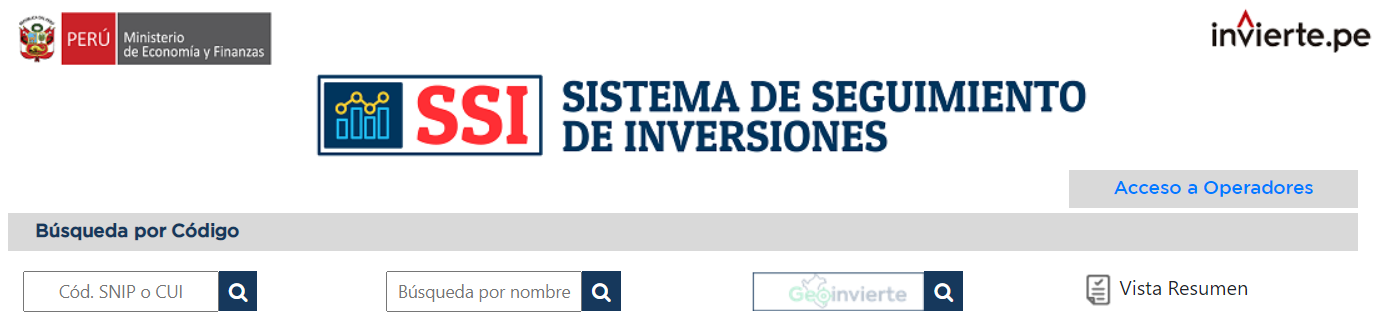 PERÚ
Ministerio
de Economía y Finanzas
invierte.pe
SSI
SISTEMA DE SEGUIMIENTO
DE INVERSIONES
Acceso a Operadores
Búsqueda por Código
Cód. SNIP o CUI
Búsqueda por nombre
Geoinvierte
Vista Resumen